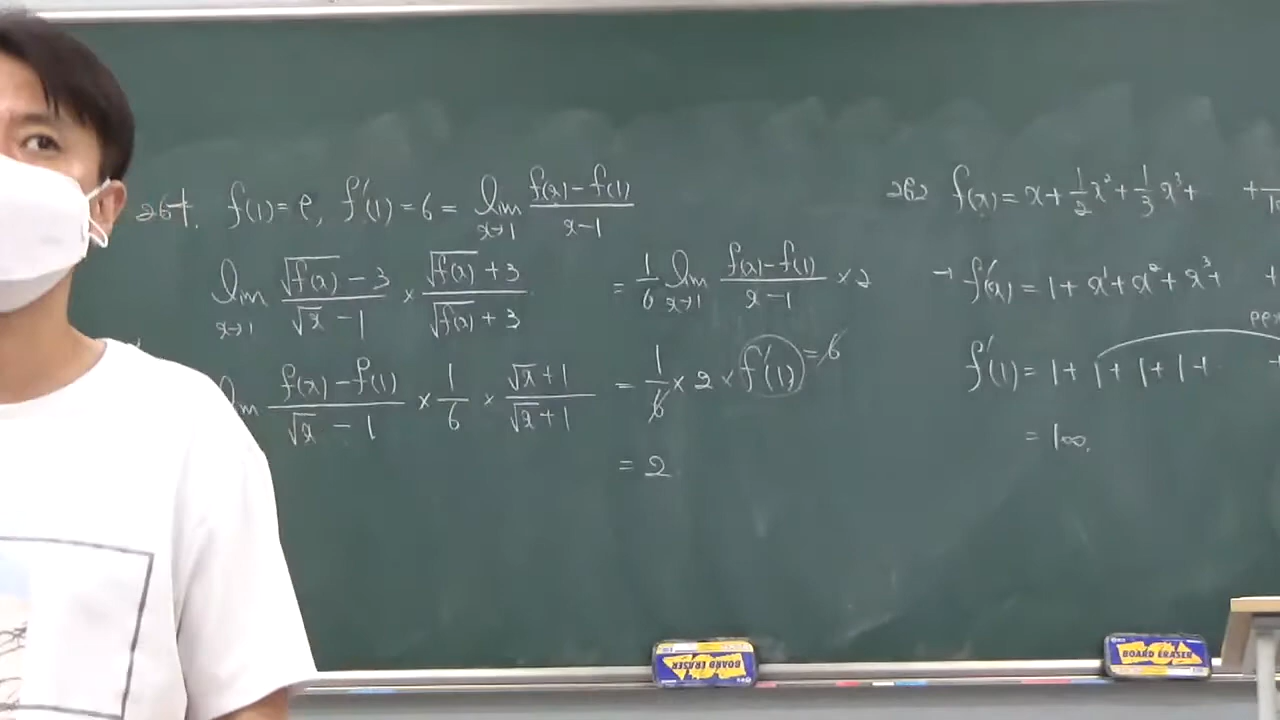 264. f(1)=9, f'(1)=6 = lim x→1 f(x)-f(1) / x-1
lim x→1 √f(x) -3 / √x -1 × √f(x) +3 / √f(x) +3
lim f(x)-f(1) / √x -1 × 1/6 × √x+1 / √x+1
= 1/6 lim x→1 f(x)-f(1) / x-1 × 2
= 1/6 × 2 × f'(1) = 6
= 2
262 f(x)= x+ 1/2 x² + 1/3 x³ + +
→ f'(x) = 1+ x¹+ x²+ x³+ +
f'(1)= 1+ 1+ 1+ 1+ +
= 100.
BOARD ERASER
BOARD ERASER